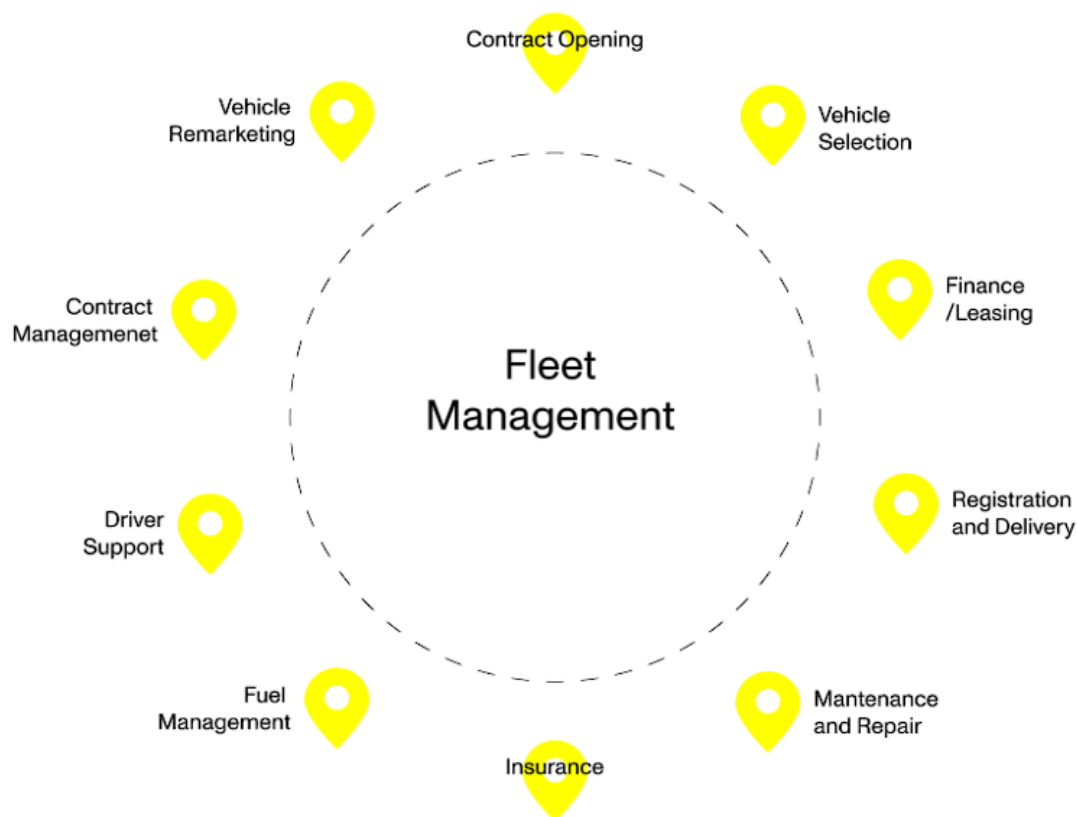 Contract Opening
Vehicle
Selection
Finance
/Leasing
Registration
and Delivery
Mantenance
and Repair
Insurance
Fuel
Management
Driver
Support
Contract
Managemenet
Vehicle
Remarketing
Fleet
Management